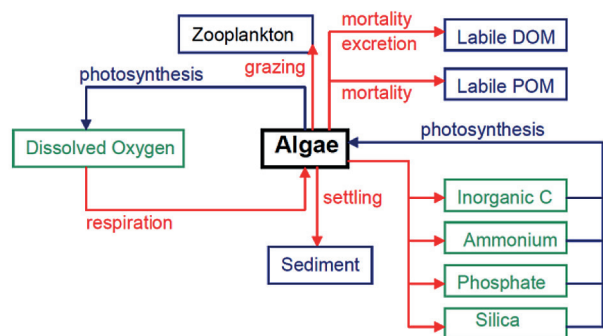 Zooplankton
mortality
excretion
Labile DOM
photosynthesis
grazing
mortality
Labile POM
Dissolved Oxygen
Algae
photosynthesis
respiration
settling
Inorganic C
Ammonium
Sediment
Phosphate
Silica